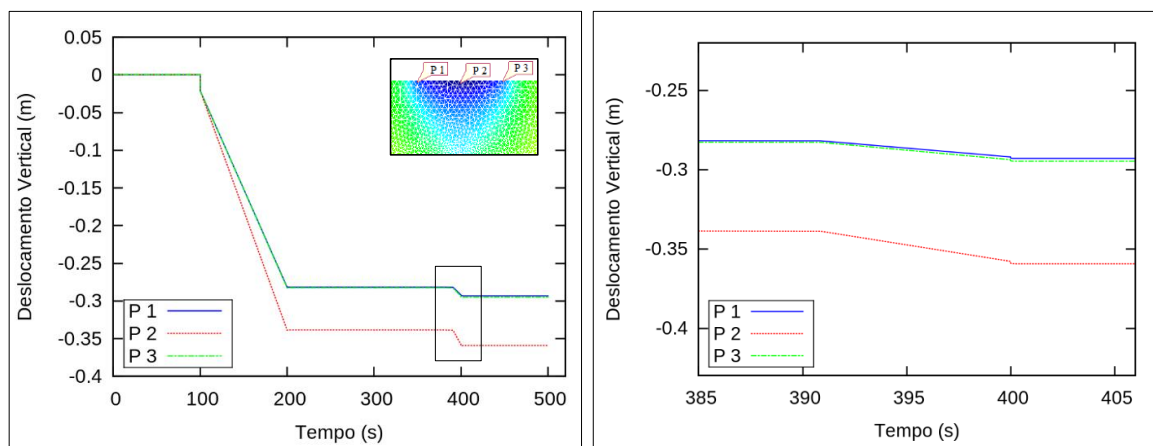 0.05
0
-0.05
-0.1
-0.15
-0.2
-0.25
-0.3
-0.35
-0.4
Deslocamento Vertical (m)
P 1
P 2
P 3
P 1
P 2
P 3
0 100 200 300 400 500
Tempo (s)
-0.25
-0.3
-0.35
-0.4
Deslocamento Vertical (m)
P 1
P 2
P 3
385 390 395 400 405
Tempo (s)